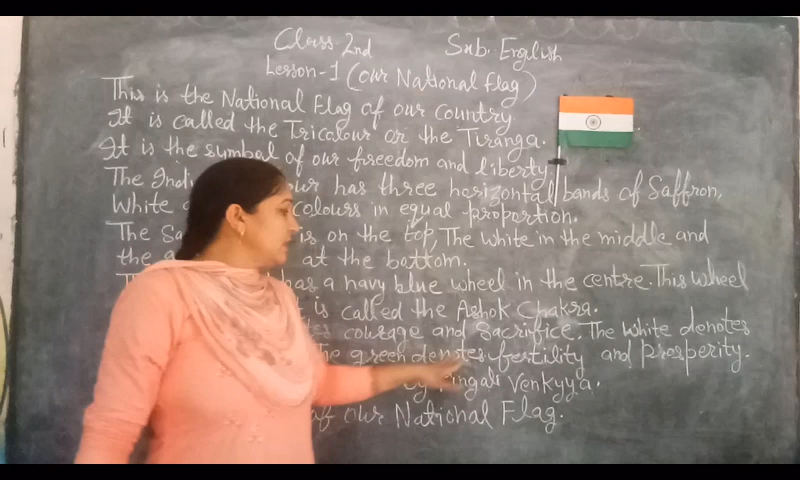 Class 2nd Sub. English
Lesson-1 (our National flag)
This is the National Flag of our Country
It is called the Tricolour or the Tiranga.
It is the symbol of our freedom and liberty.
The has three horizontal bands of Saffron,
White colours in equal proportion.
The is on the top, The white in the middle and
the at the bottom.
has a navy blue wheel in the centre. This wheel
is called the Ashok Chakra.
courage and Sacrifice. The white denotes
The green denotes fertility and prosperity.
Venkyya.
of our National Flag.